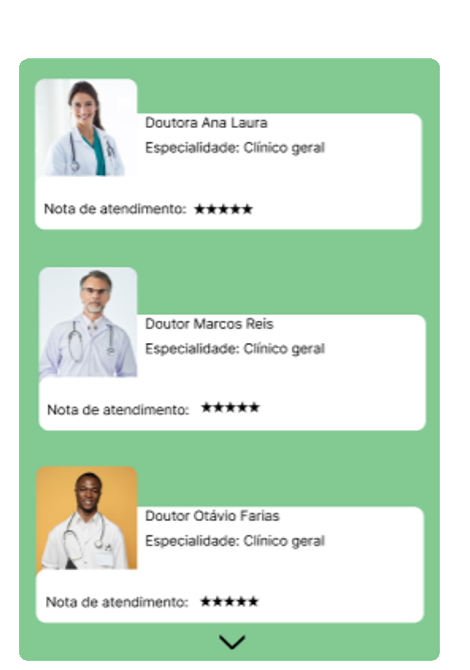 Doutora Ana Laura
Especialidade: Clínico geral
Nota de atendimento: ★★★★★
Doutor Marcos Reis
Especialidade: Clínico geral
Nota de atendimento: ★★★★★
Doutor Otávio Farias
Especialidade: Clínico geral
Nota de atendimento: ★★★★★